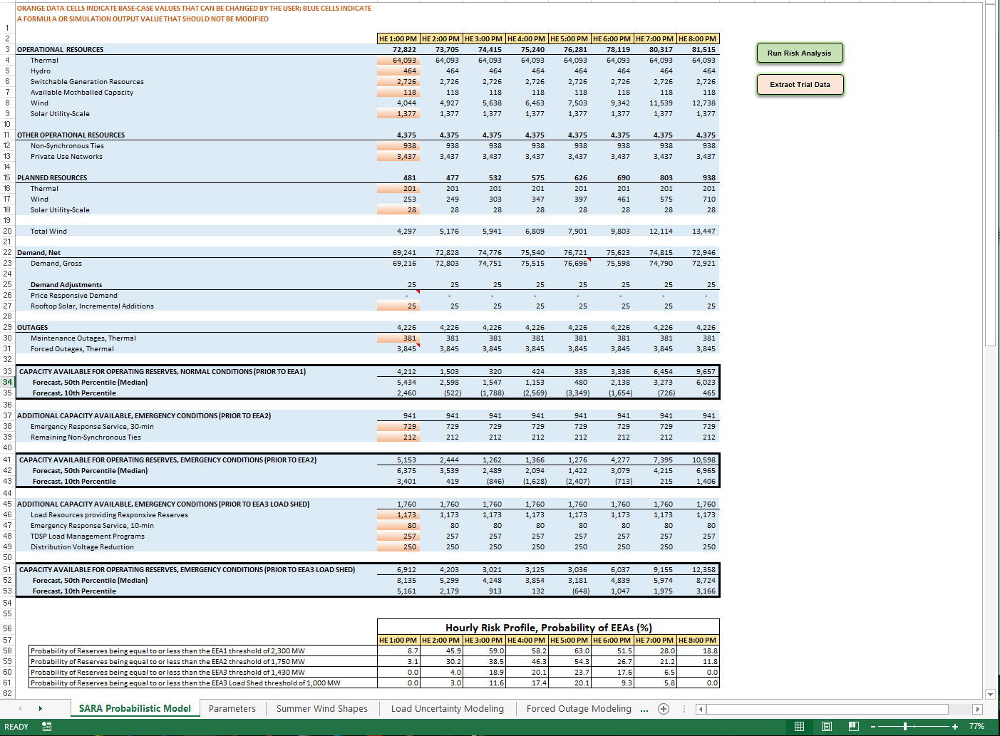 ORANGE DATA CELLS INDICATE BASE-CASE VALUES THAT CAN BE CHANGED BY THE USER; BLUE CELLS INDICATE
A FORMULA OR SIMULATION OUTPUT VALUE THAT SHOULD NOT BE MODIFIED
1
2 HE 1:00 PM HE 2:00 PM HE 3:00 PM HE 4:00 PM HE 5:00 PM HE 6:00 PM HE 7:00 PM HE 8:00 PM
3 OPERATIONAL RESOURCES 72,822 73,705 74,415 75,240 76,281 78,119 80,317 81,515
Run Risk Analysis
4 Thermal 64,093 64,093 64,093 64,093 64,093 64,093 64,093 64,093
5 Hydro 464 464 464 464 464 464 464 464
6 Switchable Generation Resources 2,726 2,726 2,726 2,726 2,726 2,726 2,726 2,726
Extract Trial Data
7 Available Mothballed Capacity 118 118 118 118 118 118 118 118
8 Wind 4,044 4,927 5,638 6,463 7,503 9,342 11,539 12,738
9 Solar Utility-Scale 1,377 1,377 1,377 1,377 1,377 1,377 1,377 1,377
10
11 OTHER OPERATIONAL RESOURCES 4,375 4,375 4,375 4,375 4,375 4,375 4,375 4,375
12 Non-Synchronous Ties 938 938 938 938 938 938 938 938
13 Private Use Networks 3,437 3,437 3,437 3,437 3,437 3,437 3,437 3,437
14
15 PLANNED RESOURCES 481 477 532 575 626 690 803 938
16 Thermal 201 201 201 201 201 201 201 201
17 Wind 253 249 303 347 397 461 575 710
18 Solar Utility-Scale 28 28 28 28 28 28 28 28
19
20 Total Wind 4,297 5,176 5,941 6,809 7,901 9,803 12,114 13,447
21
22 Demand, Net 69,241 72,828 74,776 75,540 76,721 75,623 74,815 72,946
23 Demand, Gross 69,216 72,803 74,751 75,515 76,696 75,598 74,790 72,921
24
25 Demand Adjustments 25 25 25 25 25 25 25 25
26 Price Responsive Demand - - - - - - - -
27 Rooftop Solar, Incremental Additions 25 25 25 25 25 25 25 25
28
29 OUTAGES 4,226 4,226 4,226 4,226 4,226 4,226 4,226 4,226
30 Maintenance Outages, Thermal 381 381 381 381 381 381 381 381
31 Forced Outages, Thermal 3,845 3,845 3,845 3,845 3,845 3,845 3,845 3,845
32
33 CAPACITY AVAILABLE FOR OPERATING RESERVES, NORMAL CONDITIONS (PRIOR TO EEA1) 4,212 1,503 320 424 335 3,336 6,454 9,657
34 Forecast, 50th Percentile (Median) 5,434 2,598 1,547 1,153 480 2,138 3,273 6,023
35 Forecast, 10th Percentile 2,460 (522) (1,788) (2,569) (3,349) (1,654) (726) 465
36
37 ADDITIONAL CAPACITY AVAILABLE, EMERGENCY CONDITIONS (PRIOR TO EEA2) 941 941 941 941 941 941 941 941
38 Emergency Response Service, 30-min 729 729 729 729 729 729 729 729
39 Remaining Non-Synchronous Ties 212 212 212 212 212 212 212 212
40
41 CAPACITY AVAILABLE FOR OPERATING RESERVES, EMERGENCY CONDITIONS (PRIOR TO EEA2) 5,153 2,444 1,262 1,366 1,276 4,277 7,395 10,598
42 Forecast, 50th Percentile (Median) 6,375 3,539 2,489 2,094 1,422 3,079 4,215 6,965
43 Forecast, 10th Percentile 3,401 419 (846) (1,628) (2,407) (713) 215 1,406
44
45 ADDITIONAL CAPACITY AVAILABLE, EMERGENCY CONDITIONS (PRIOR TO EEA3 LOAD SHED) 1,760 1,760 1,760 1,760 1,760 1,760 1,760 1,760
46 Load Resources providing Responsive Reserves 1,173 1,173 1,173 1,173 1,173 1,173 1,173 1,173
47 Emergency Response Service, 10-min 80 80 80 80 80 80 80 80
48 TDSP Load Management Programs 257 257 257 257 257 257 257 257
49 Distribution Voltage Reduction 250 250 250 250 250 250 250 250
50
51 CAPACITY AVAILABLE FOR OPERATING RESERVES, EMERGENCY CONDITIONS (PRIOR TO EEA3 LOAD SHED) 6,912 4,203 3,021 3,125 3,036 6,037 9,155 12,358
52 Forecast, 50th Percentile (Median) 8,135 5,299 4,248 3,854 3,181 4,839 5,974 8,724
53 Forecast, 10th Percentile 5,161 2,179 913 132 (648) 1,047 1,975 3,166
54
55
56 Hourly Risk Profile, Probability of EEAs (%)
57 HE 1:00 PM HE 2:00 PM HE 3:00 PM HE 4:00 PM HE 5:00 PM HE 6:00 PM HE 7:00 PM HE 8:00 PM
58 Probability of Reserves being equal to or less than the EEA1 threshold of 2,300 MW 8.7 45.9 59.0 58.2 63.0 51.5 28.0 18.8
59 Probability of Reserves being equal to or less than the EEA2 threshold of 1,750 MW 3.1 30.2 38.5 46.3 54.3 26.7 21.2 11.8
60 Probability of Reserves being equal to or less than the EEA3 threshold of 1,430 MW 0.0 4.0 18.9 20.1 23.7 17.6 6.5 0.0
61 Probability of Reserves being equal to or less than the EEA3 Load Shed threshold of 1,000 MW 0.0 3.0 11.6 17.4 20.1 9.3 5.8 0.0
62
SARA Probabilistic Model Parameters Summer Wind Shapes Load Uncertainty Modeling Forced Outage Modeling ...
READY 77%